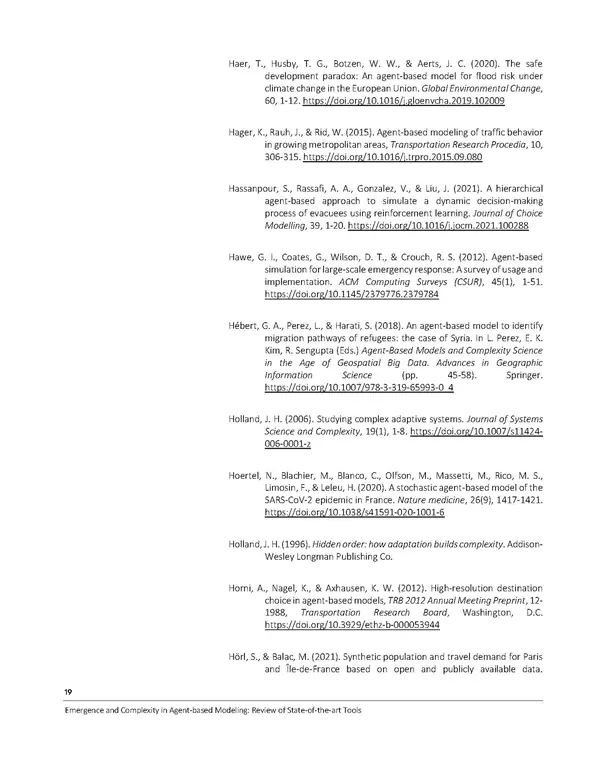 Haer, T., Husby, T. G., Botzen, W. W., & Aerts, J. C. (2020). The safe
development paradox: An agent-based model for flood risk under
climate change in the European Union. Global Environmental Change,
60, 1-12. https://doi.org/10.1016/j.gloenvcha.2019.102009
Hager, K., Rauh, J., & Rid, W. (2015). Agent-based modeling of traffic behavior
in growing metropolitan areas, Transportation Research Procedia, 10,
306-315. https://doi.org/10.1016/j.trpro.2015.09.080
Hassanpour, S., Rassafi, A. A., Gonzalez, V., & Liu, J. (2021). A hierarchical
agent-based approach to simulate a dynamic decision-making
process of evacuees using reinforcement learning. Journal of Choice
Modelling, 39, 1-20. https://doi.org/10.1016/j.jocm.2021.100288
Hawe, G. I., Coates, G., Wilson, D. T., & Crouch, R. S. (2012). Agent-based
simulation for large-scale emergency response: A survey of usage and
implementation. ACM Computing Surveys (CSUR), 45(1), 1-51.
https://doi.org/10.1145/2379776.2379784
Hébert, G. A., Perez, L., & Harati, S. (2018). An agent-based model to identify
migration pathways of refugees: the case of Syria. In L. Perez, E. K.
Kim, R. Sengupta (Eds.) Agent-Based Models and Complexity Science
in the Age of Geospatial Big Data. Advances in Geographic
Information Science (pp. 45-58). Springer.
https://doi.org/10.1007/978-3-319-65993-0_4
Holland, J. H. (2006). Studying complex adaptive systems. Journal of Systems
Science and Complexity, 19(1), 1-8. https://doi.org/10.1007/s11424-
006-0001-z
Hoertel, N., Blachier, M., Blanco, C., Olfson, M., Massetti, M., Rico, M. S.,
Limosin, F., & Leleu, H. (2020). A stochastic agent-based model of the
SARS-CoV-2 epidemic in France. Nature medicine, 26(9), 1417-1421.
https://doi.org/10.1038/s41591-020-1001-6
Holland, J. H. (1996). Hidden order: how adaptation builds complexity. Addison-
Wesley Longman Publishing Co.
Horni, A., Nagel, K., & Axhausen, K. W. (2012). High-resolution destination
choice in agent-based models, TRB 2012 Annual Meeting Preprint, 12-
1988, Transportation Research Board, Washington, D.C.
https://doi.org/10.3929/ethz-b-000053944
Hörl, S., & Balac, M. (2021). Synthetic population and travel demand for Paris
and Île-de-France based on open and publicly available data.
19
Emergence and Complexity in Agent-based Modeling: Review of State-of-the-art Tools